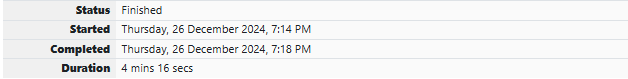 Status Finished
Started Thursday, 26 December 2024, 7:14 PM
Completed Thursday, 26 December 2024, 7:18 PM
Duration 4 mins 16 secs